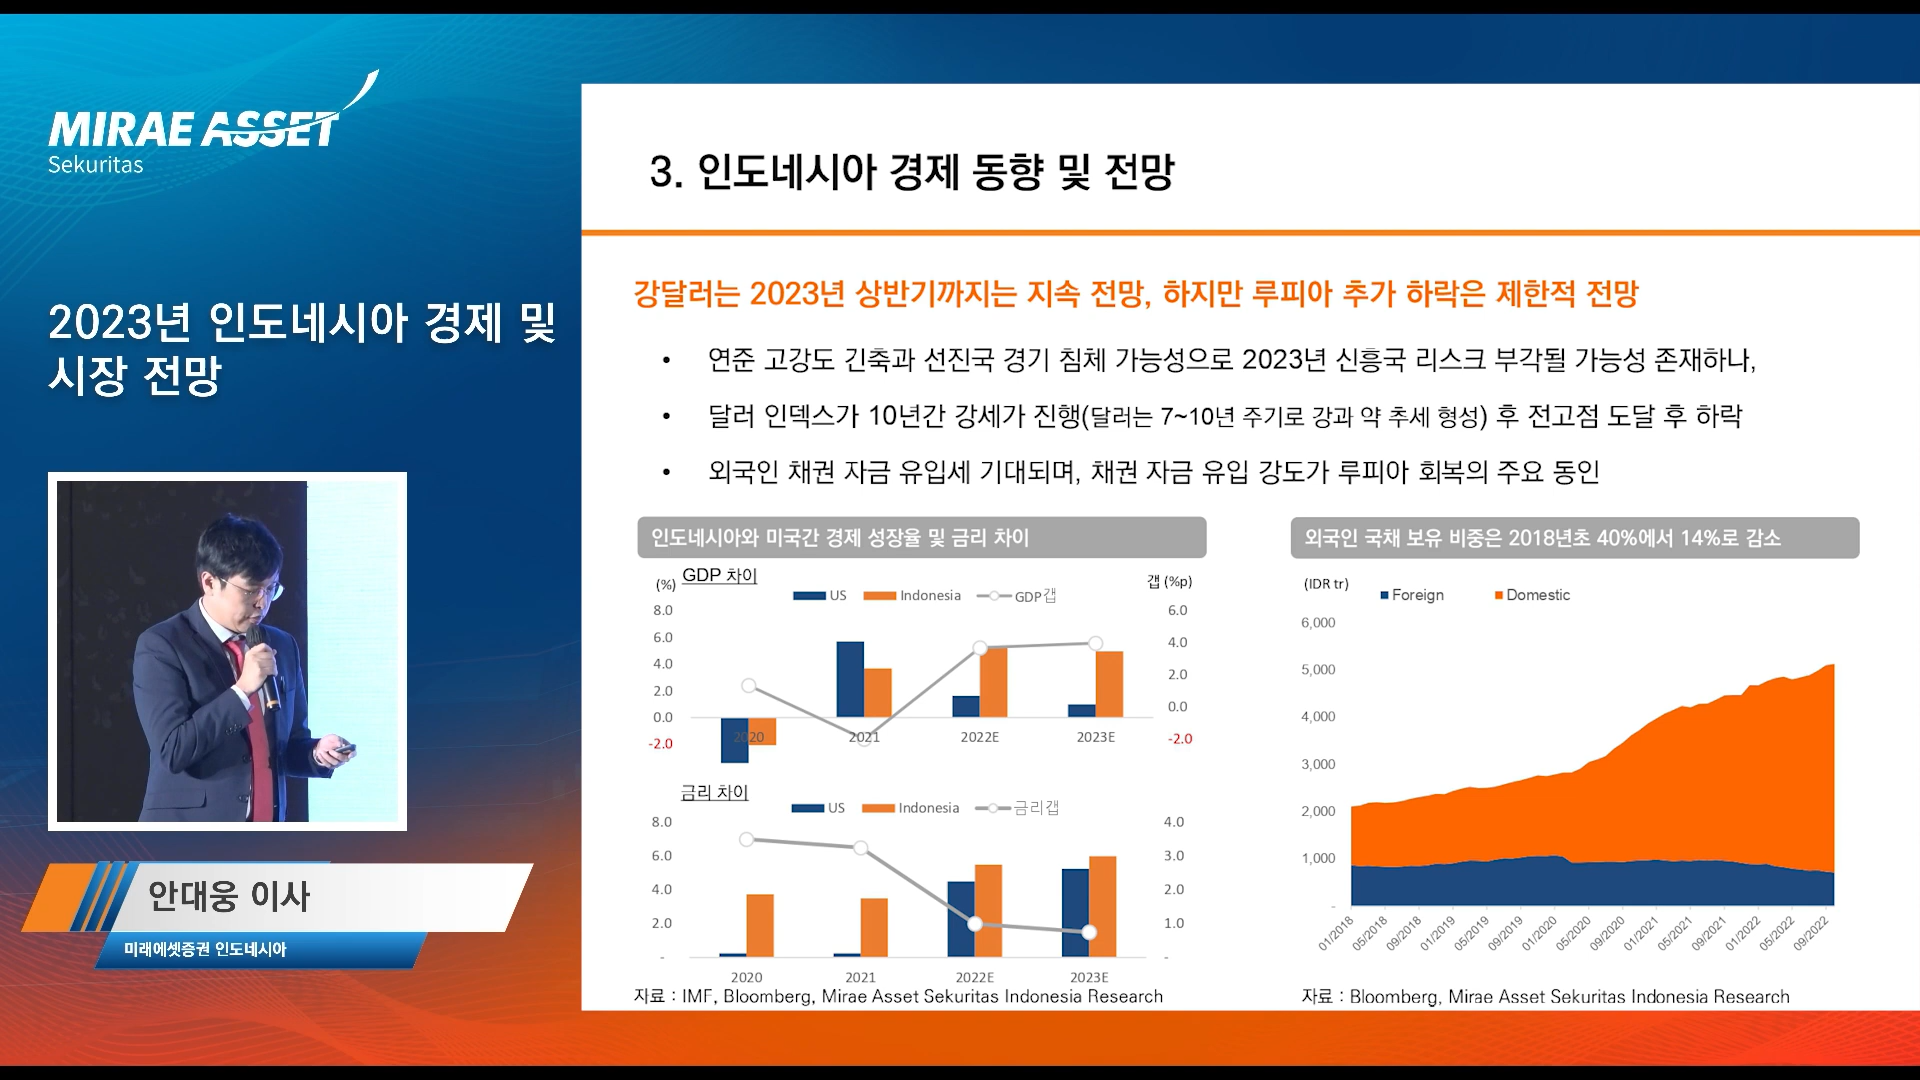 MIRAE ASSET
Sekuritas
2023년 인도네시아 경제 및
시장 전망
안대웅 이사
미래에셋증권 인도네시아
3. 인도네시아 경제 동향 및 전망
강달러는 2023년 상반기까지는 지속 전망, 하지만 루피아 추가 하락은 제한적 전망
• 연준 고강도 긴축과 선진국 경기 침체 가능성으로 2023년 신흥국 리스크 부각될 가능성 존재하나,
• 달러 인덱스가 10년간 강세가 진행(달러는 7~10년 주기로 강과 약 추세 형성) 후 전고점 도달 후 하락
• 외국인 채권 자금 유입세 기대되며, 채권 자금 유입 강도가 루피아 회복의 주요 동인
인도네시아와 미국간 경제 성장율 및 금리 차이
(%) GDP 차이 갭 (%p)
US Indonesia GDP갭
8.0 6.0
6.0 4.0
4.0 2.0
2.0 0.0
0.0 -2.0
-2.0
2020 2021 2022E 2023E
금리 차이
US Indonesia 금리갭
8.0 4.0
6.0 3.0
4.0 2.0
2.0 1.0
- -
2020 2021 2022E 2023E
자료 : IMF, Bloomberg, Mirae Asset Sekuritas Indonesia Research
외국인 국채 보유 비중은 2018년초 40%에서 14%로 감소
(IDR tr) Foreign Domestic
6,000
5,000
4,000
3,000
2,000
1,000
-
01/2018 05/2018 09/2018 01/2019 05/2019 09/2019 01/2020 05/2020 09/2020 01/2021 05/2021 09/2021 01/2022 05/2022 09/2022
자료 : Bloomberg, Mirae Asset Sekuritas Indonesia Research